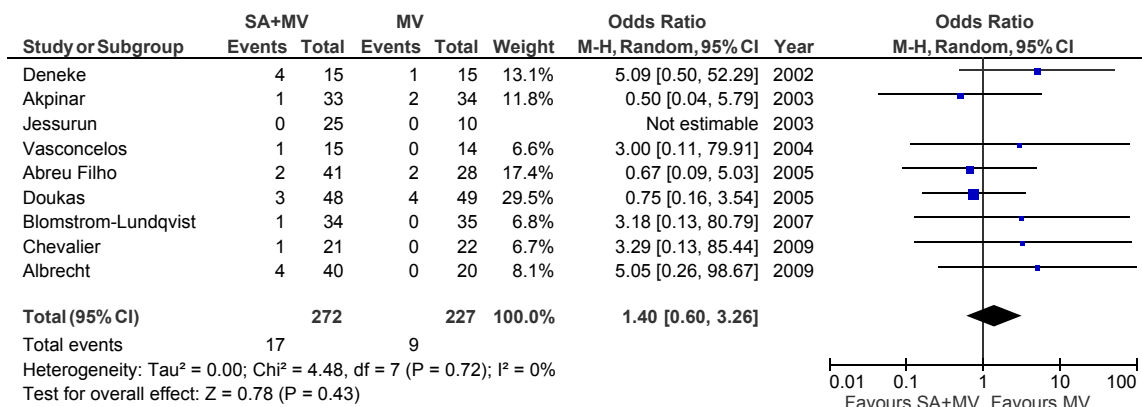 SA+MV MV Odds Ratio Odds Ratio
Study or Subgroup Events Total Events Total Weight M-H, Random, 95% CI Year M-H, Random, 95% CI
Deneke 4 15 1 15 13.1% 5.09 [0.50, 52.29] 2002
Akpinar 1 33 2 34 11.8% 0.50 [0.04, 5.79] 2003
Jessurun 0 25 0 10 Not estimable 2003
Vasconcelos 1 15 0 14 6.6% 3.00 [0.11, 79.91] 2004
Abreu Filho 2 41 2 28 17.4% 0.67 [0.09, 5.03] 2005
Doukas 3 48 4 49 29.5% 0.75 [0.16, 3.54] 2005
Blomstrom-Lundqvist 1 34 0 35 6.8% 3.18 [0.13, 80.79] 2007
Chevalier 1 21 0 22 6.7% 3.29 [0.13, 85.44] 2009
Albrecht 4 40 0 20 8.1% 5.05 [0.26, 98.67] 2009
Total (95% CI) 272 227 100.0% 1.40 [0.60, 3.26]
Total events 17 9
Heterogeneity: Tau² = 0.00; Chi² = 4.48, df = 7 (P = 0.72); I² = 0%
Test for overall effect: Z = 0.78 (P = 0.43)
0.01 0.1 1 10 100
Favours SA+MV Favours MV